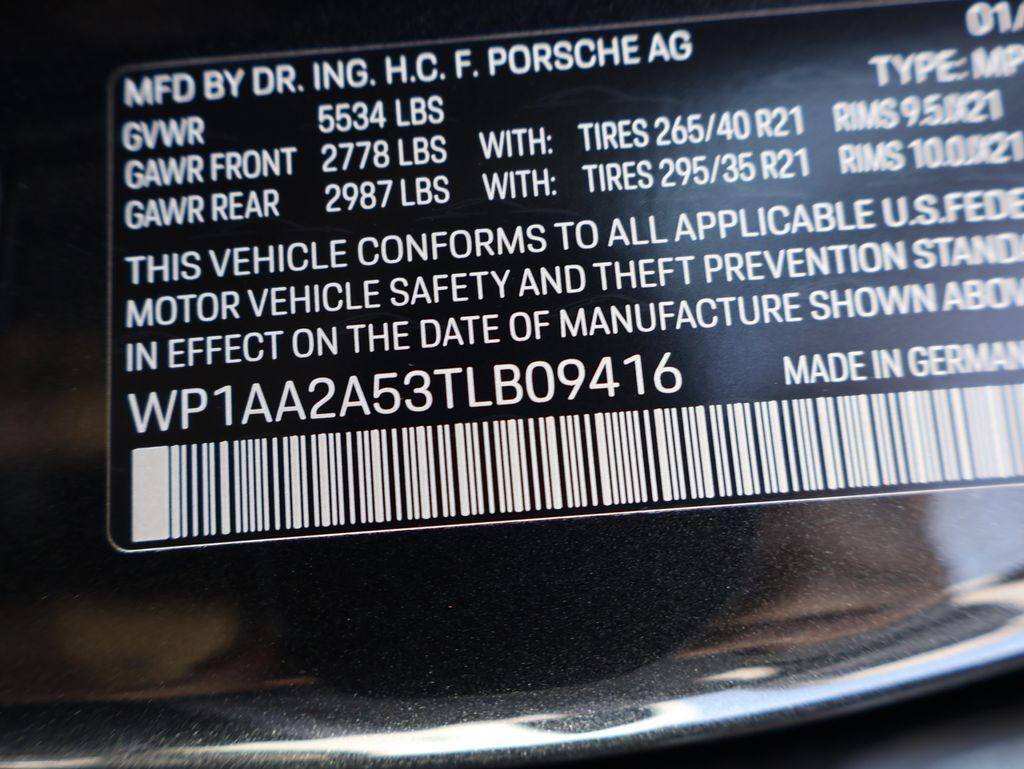 MFD BY DR. ING. H.C. F. PORSCHE AG 01/
GVWR 5534 LBS TYPE: MP
GAWR FRONT 2778 LBS WITH: TIRES 265/40 R21 RIMS 9.5JX21
GAWR REAR 2987 LBS WITH: TIRES 295/35 R21 RIMS 10.0JX21
THIS VEHICLE CONFORMS TO ALL APPLICABLE U.S.FEDE
MOTOR VEHICLE SAFETY AND THEFT PREVENTION STANDA
IN EFFECT ON THE DATE OF MANUFACTURE SHOWN ABOV
WP1AA2A53TLB09416 MADE IN GERMAN